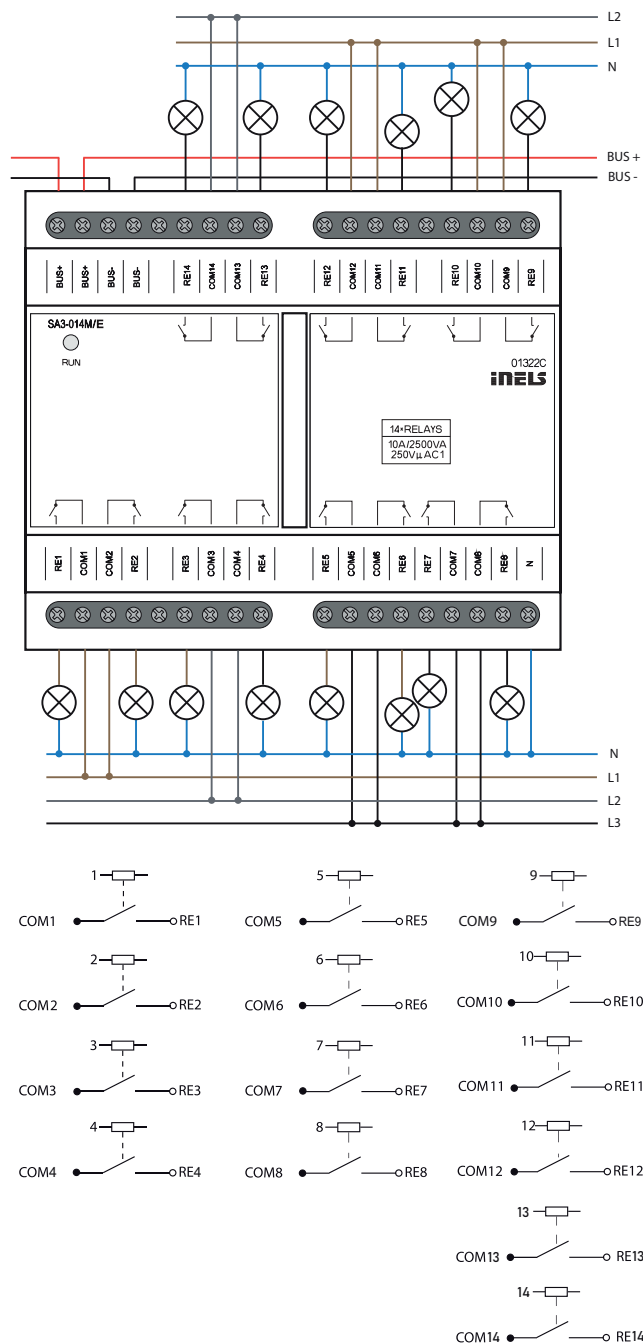 L2
L1
N
BUS +
BUS -
BUS+ BUS+ BUS- BUS- RE14 COM14 COM13 RE13 RE12 COM12 COM11 RE11 RE10 COM10 COM9 RE9
SA3-014M/E
RUN
01322C
iNELS
14×RELAYS
10A/2500VA
250VµAC1
RE1 COM1 COM2 RE2 RE3 COM3 COM4 RE4 RE5 COM5 COM6 RE6 RE7 COM7 COM8 RE8 N
N
L1
L2
L3
1 5 9
COM1 RE1 COM5 RE5 COM9 RE9
2 6 10
COM2 RE2 COM6 RE6 COM10 RE10
3 7 11
COM3 RE3 COM7 RE7 COM11 RE11
4 8 12
COM4 RE4 COM8 RE8 COM12 RE12
13
COM13 RE13
14
COM14 RE14